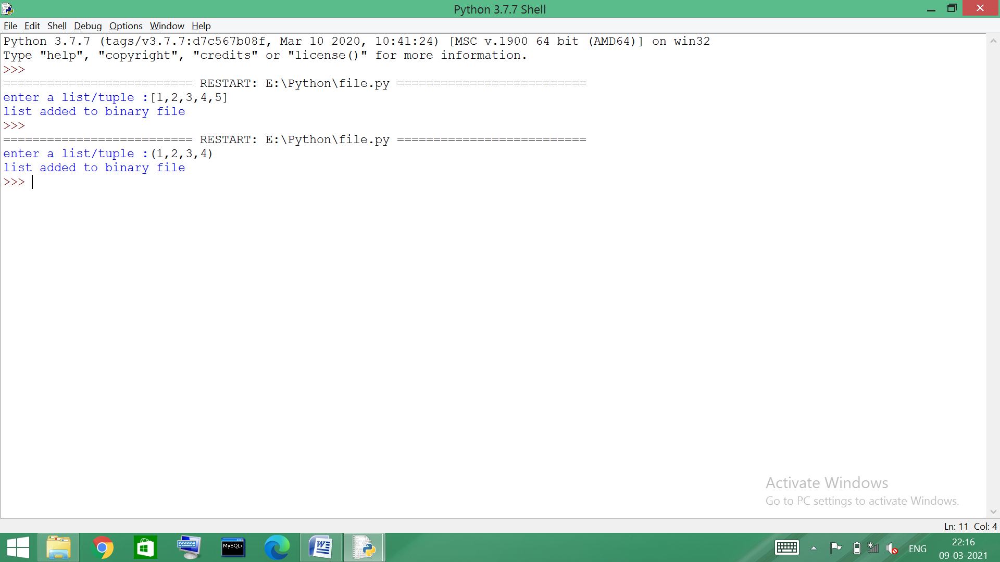 Python 3.7.7 Shell
File Edit Shell Debug Options Window Help
Python 3.7.7 (tags/v3.7.7:d7c567b08f, Mar 10 2020, 10:41:24) [MSC v.1900 64 bit (AMD64)] on win32
Type "help", "copyright", "credits" or "license()" for more information.
>>>
========================== RESTART: E:\Python\file.py ==========================
enter a list/tuple :[1,2,3,4,5]
list added to binary file
>>>
========================== RESTART: E:\Python\file.py ==========================
enter a list/tuple :(1,2,3,4)
list added to binary file
>>>
Activate Windows
Go to PC settings to activate Windows.
Ln: 11 Col: 4
MySQL>
W
ENG
22:16
09-03-2021